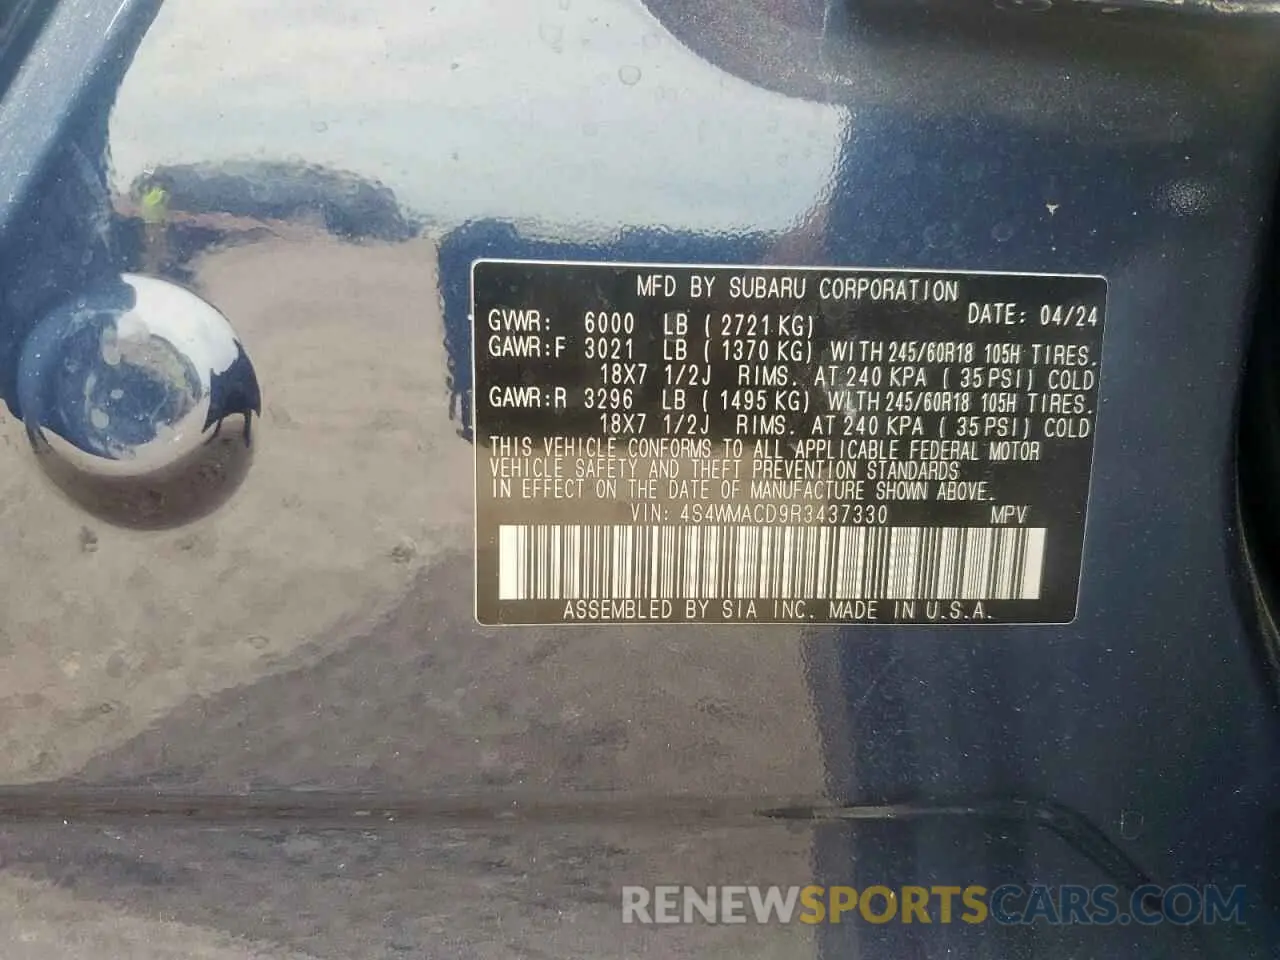 MFD BY SUBARU CORPORATION
DATE: 04/24
GVWR: 6000 LB ( 2721 KG)
GAWR:F 3021 LB ( 1370 KG) WITH 245/60R18 105H TIRES.
18X7 1/2J RIMS. AT 240 KPA ( 35 PSI) COLD
GAWR:R 3296 LB ( 1495 KG) WITH 245/60R18 105H TIRES.
18X7 1/2J RIMS. AT 240 KPA ( 35 PSI) COLD
THIS VEHICLE CONFORMS TO ALL APPLICABLE FEDERAL MOTOR
VEHICLE SAFETY AND THEFT PREVENTION STANDARDS
IN EFFECT ON THE DATE OF MANUFACTURE SHOWN ABOVE.
VIN: 4S4WMACD9R3437330 MPV
ASSEMBLED BY SIA INC. MADE IN U.S.A.
RENEWSPORTSCARS.COM